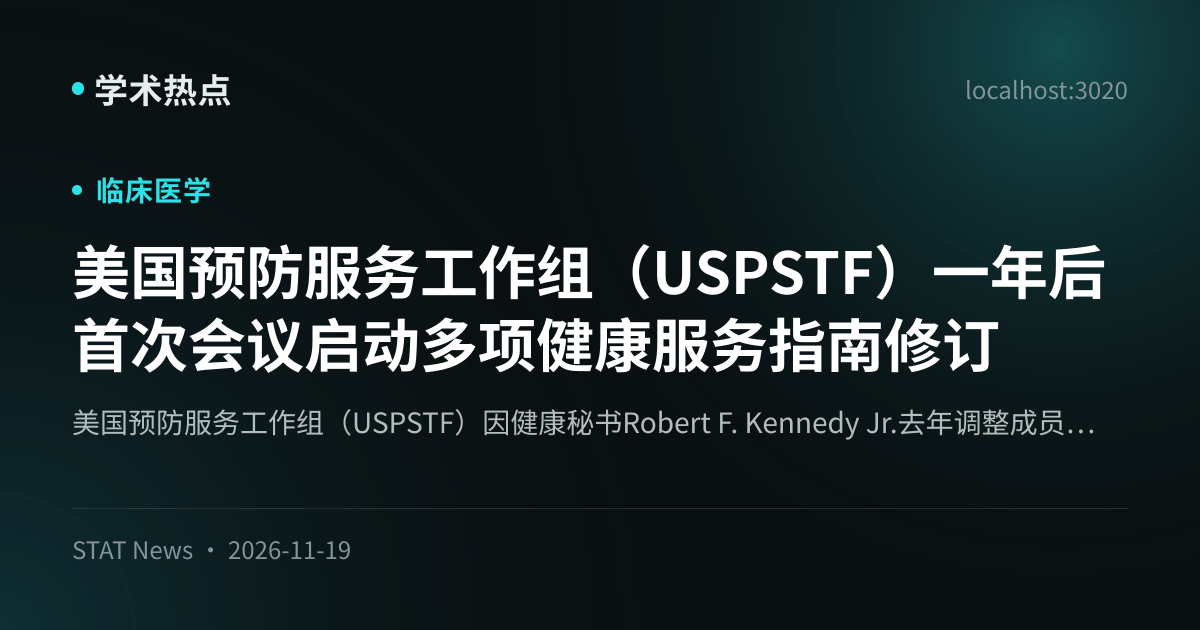 学术热点
localhost:3020
临床医学
美国预防服务工作组（USPSTF）一年后
首次会议启动多项健康服务指南修订
美国预防服务工作组（USPSTF）因健康秘书Robert F. Kennedy Jr.去年调整成员…
STAT News · 2026-11-19